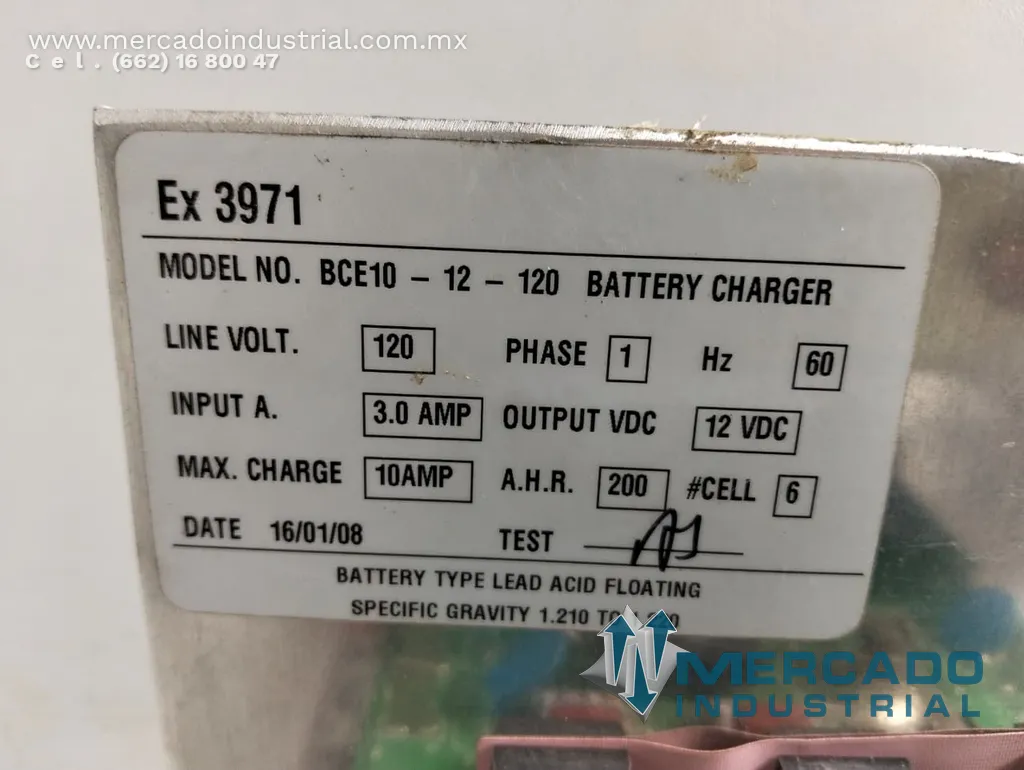 www.mercadoindustrial.com.mx
Cel. (662) 16 800 47
Ex 3971
MODEL NO. BCE10 – 12 – 120 BATTERY CHARGER
LINE VOLT. 120 PHASE 1 Hz 60
INPUT A. 3.0 AMP OUTPUT VDC 12 VDC
MAX. CHARGE 10AMP A.H.R. 200 #CELL 6
DATE 16/01/08 TEST
BATTERY TYPE LEAD ACID FLOATING
SPECIFIC GRAVITY 1.210 TO
MERCADO
INDUSTRIAL